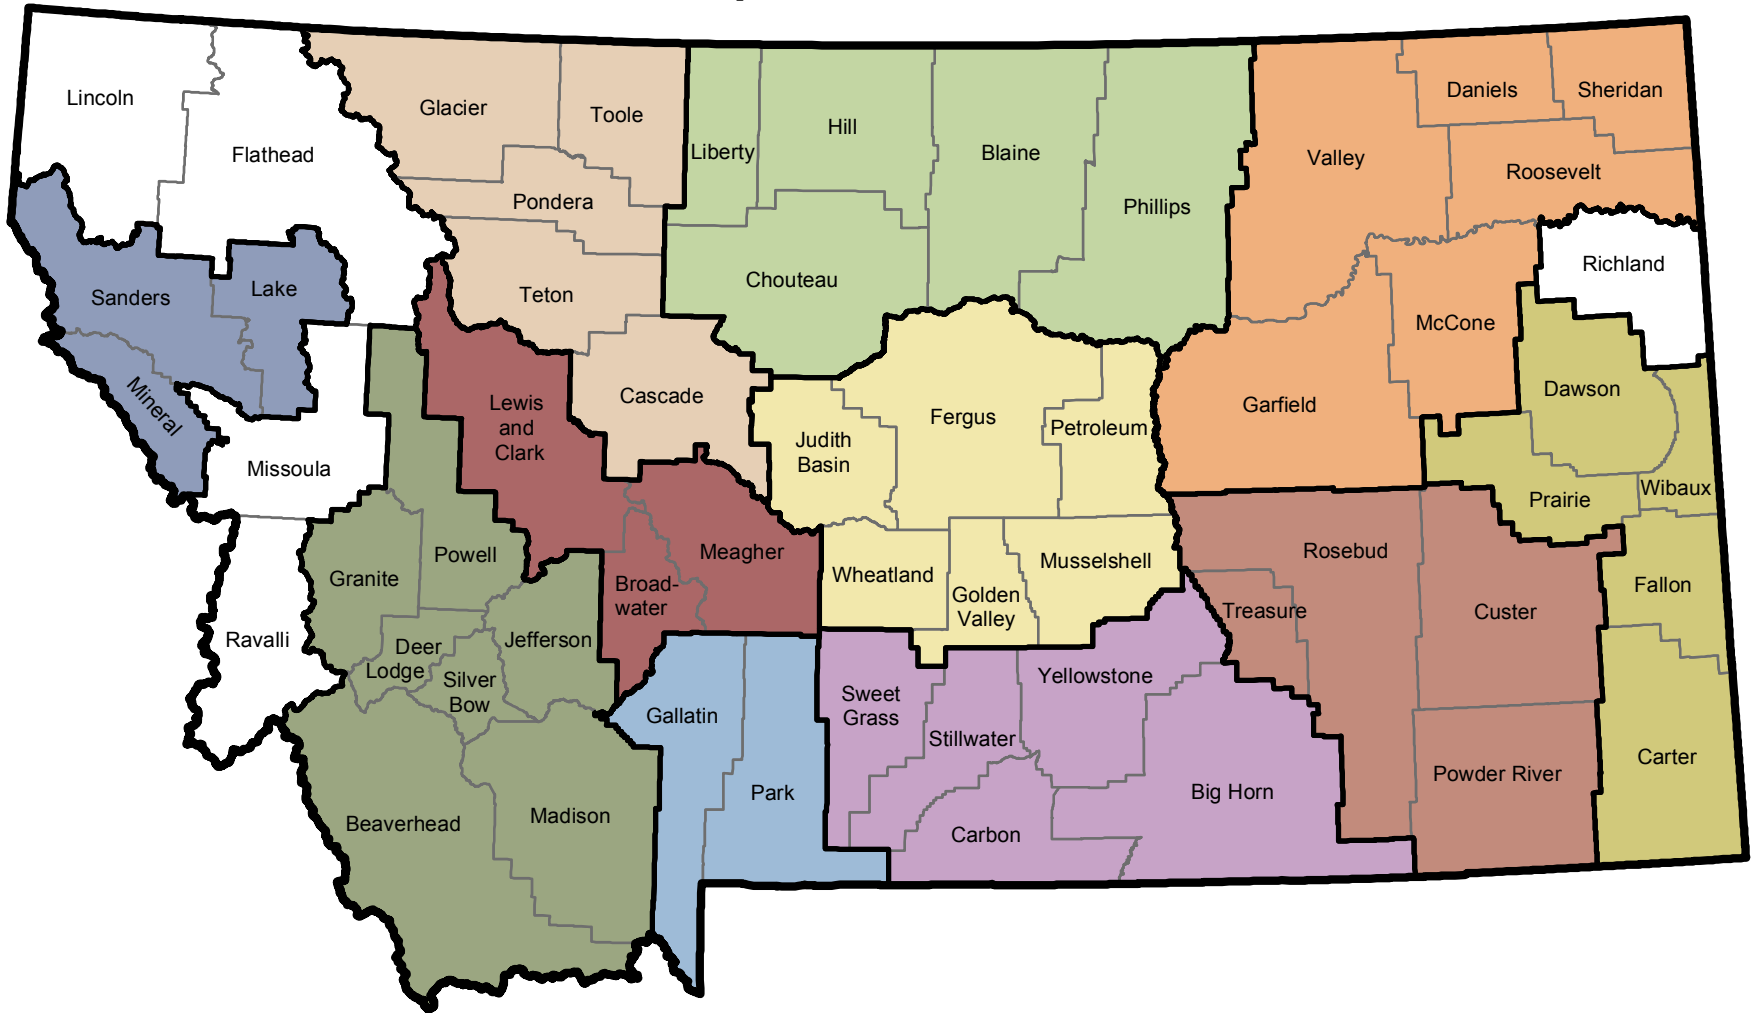 Lincoln
Flathead
Glacier
Toole
Liberty
Hill
Blaine
Phillips
Valley
Daniels
Sheridan
Roosevelt
Pondera
Teton
Chouteau
Richland
McCone
Sanders
Lake
Mineral
Missoula
Lewis
and
Clark
Cascade
Judith
Basin
Fergus
Petroleum
Garfield
Dawson
Prairie
Wibaux
Granite
Powell
Meagher
Broad-
water
Wheatland
Golden
Valley
Musselshell
Rosebud
Treasure
Custer
Fallon
Ravalli
Deer
Lodge
Silver
Bow
Jefferson
Gallatin
Park
Sweet
Grass
Yellowstone
Stillwater
Carbon
Big Horn
Powder River
Carter
Beaverhead
Madison